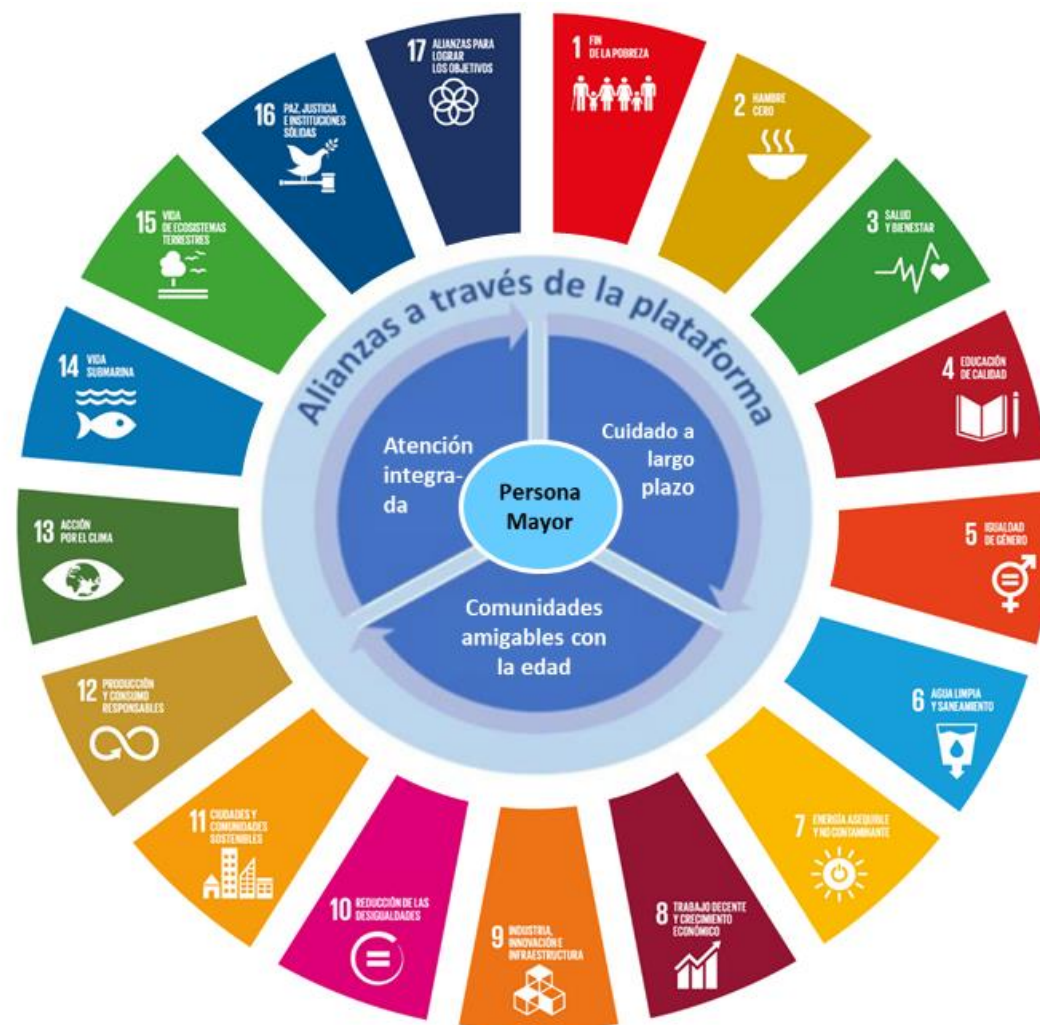 1 FIN
DE LA POBREZA
2 HAMBRE
CERO
3 SALUD
Y BIENESTAR
4 EDUCACIÓN
DE CALIDAD
5 IGUALDAD
DE GÉNERO
6 AGUA LIMPIA
Y SANEAMIENTO
7 ENERGÍA ASEQUIBLE
Y NO CONTAMINANTE
8 TRABAJO DECENTE
Y CRECIMIENTO
ECONÓMICO
9 INDUSTRIA,
INNOVACIÓN E
INFRAESTRUCTURA
10 REDUCCIÓN DE LAS
DESIGUALDADES
11 CIUDADES Y
COMUNIDADES
SOSTENIBLES
12 PRODUCCIÓN
Y CONSUMO
RESPONSABLES
13 ACCIÓN
POR EL CLIMA
14 VIDA
SUBMARINA
15 VIDA
DE ECOSISTEMAS
TERRESTRES
16 PAZ, JUSTICIA
E INSTITUCIONES
SÓLIDAS
17 ALIANZAS PARA
LOGRAR
LOS OBJETIVOS
Alianzas a través de la plataforma
Atención
integra-
da
Cuidado a
largo
plazo
Persona
Mayor
Comunidades
amigables con
la edad